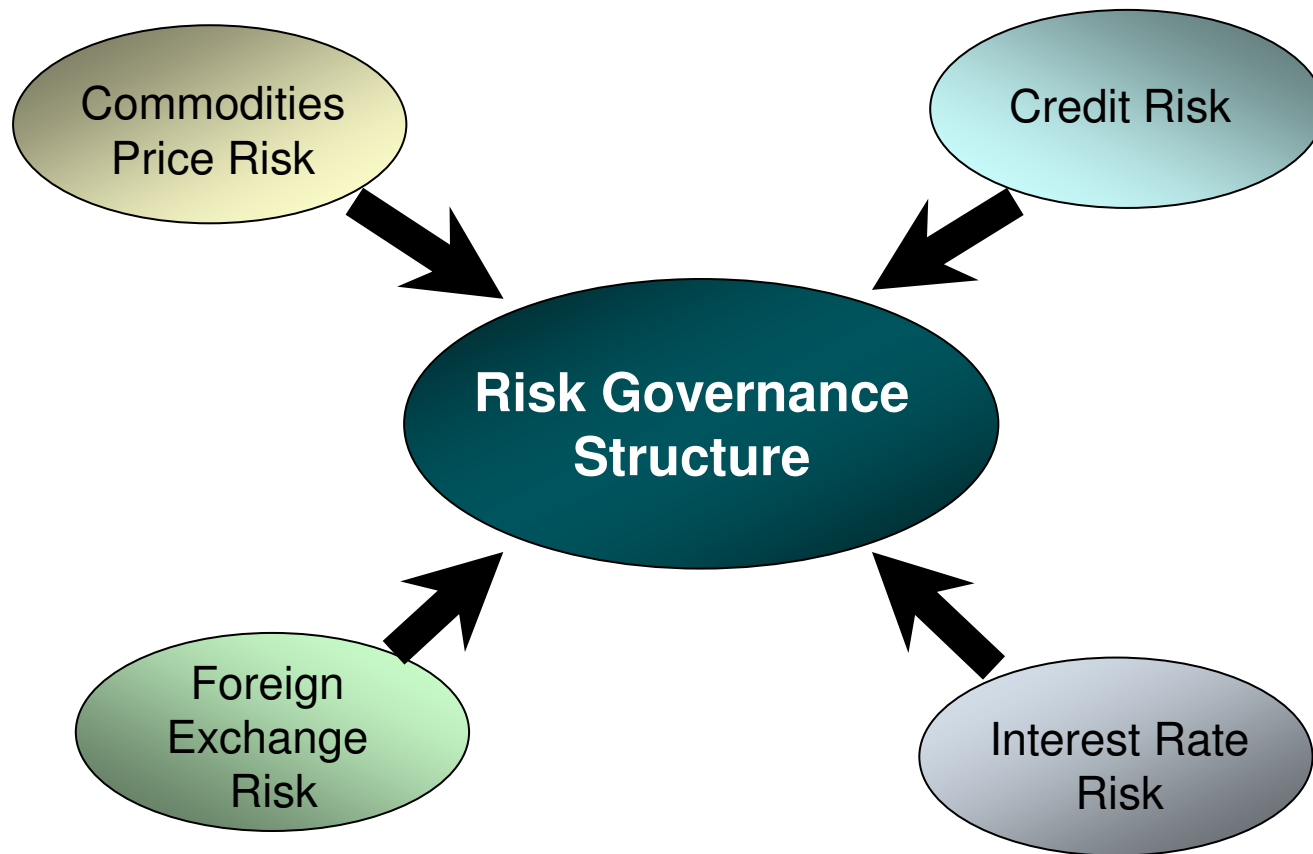 Commodities
Price Risk
Credit Risk
Risk Governance
Structure
Foreign
Exchange
Risk
Interest Rate
Risk